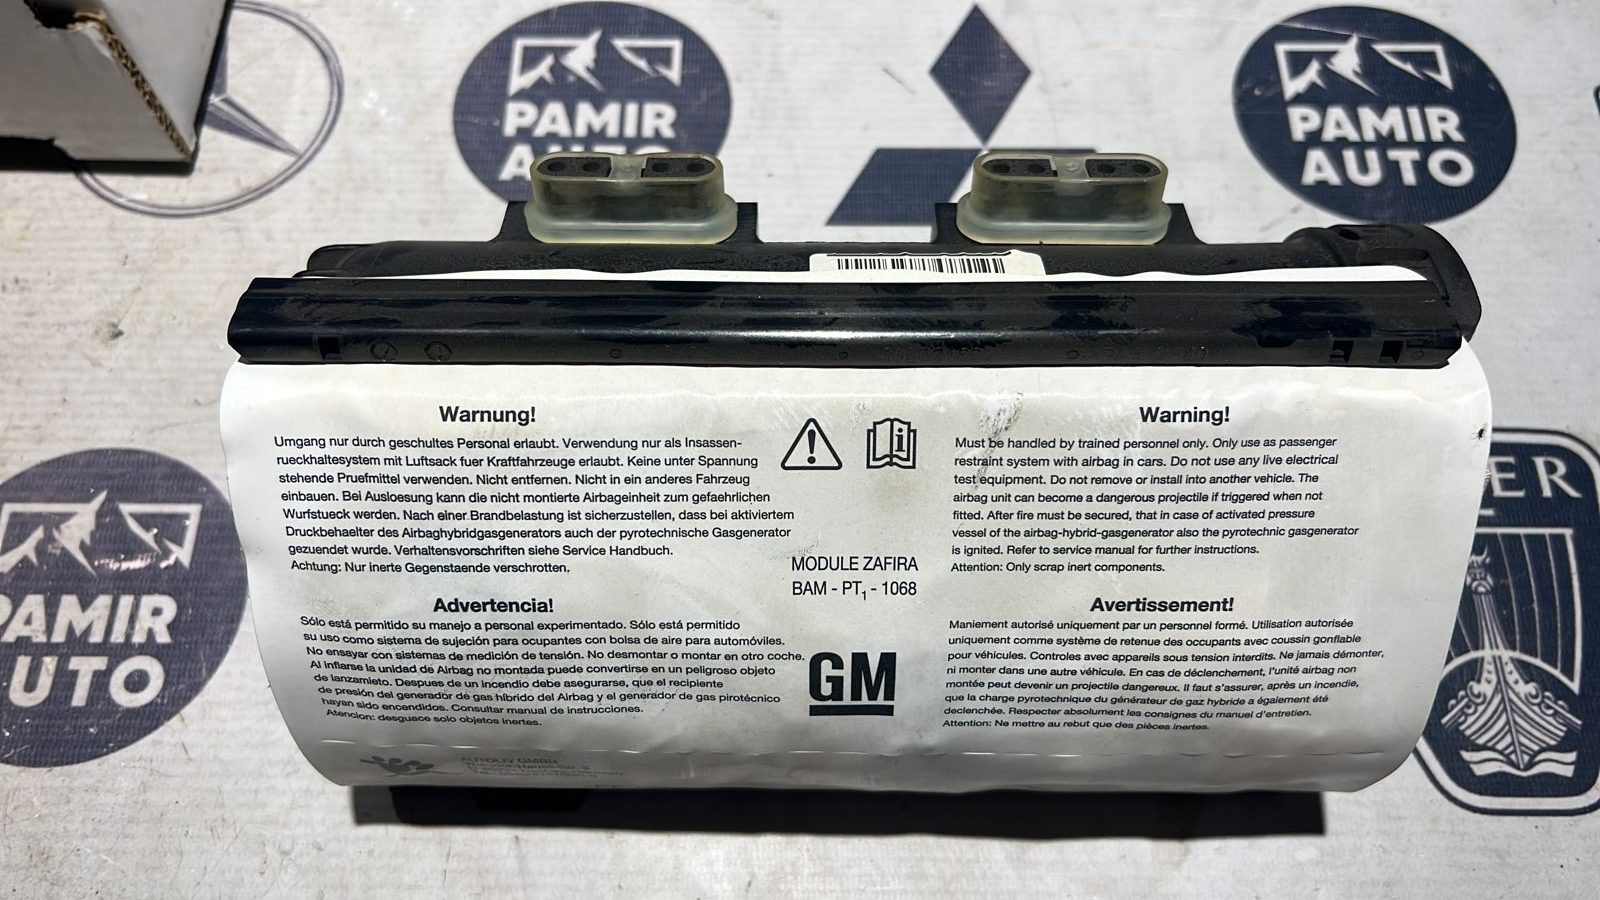 PAMIR
AUTO
PAMIR
AUTO
Warnung!
Umgang nur durch geschultes Personal erlaubt. Verwendung nur als Insassen-
rueckhaltesystem mit Luftsack fuer Kraftfahrzeuge erlaubt. Keine unter Spannung
stehende Pruefmittel verwenden. Nicht entfernen. Nicht in ein anderes Fahrzeug
einbauen. Bei Ausloesung kann die nicht montierte Airbageinheit zum gefaehrlichen
Wurfstueck werden. Nach einer Brandbelastung ist sicherzustellen, dass bei aktiviertem
Druckbehaelter des Airbaghybridgasgenerators auch der pyrotechnische Gasgenerator
gezuendet wurde. Verhaltensvorschriften siehe Service Handbuch.
Achtung: Nur inerte Gegenstaende verschrotten.
Warning!
Must be handled by trained personnel only. Only use as passenger
restraint system with airbag in cars. Do not use any live electrical
test equipment. Do not remove or install into another vehicle. The
airbag unit can become a dangerous projectile if triggered when not
fitted. After fire must be secured, that in case of activated pressure
vessel of the airbag-hybrid-gasgenerator also the pyrotechnic gasgenerator
is ignited. Refer to service manual for further instructions.
Attention: Only scrap inert components.
MODULE ZAFIRA
BAM - PT1 - 1068
Advertencia!
Sólo está permitido su manejo a personal experimentado. Sólo está permitido
su uso como sistema de sujeción para ocupantes con bolsa de aire para automóviles.
No ensayar con sistemas de medición de tensión. No desmontar o montar en otro coche.
Al inflarse la unidad de Airbag no montada puede convertirse en un peligroso objeto
de lanzamieto. Despues de un incendio debe asegurarse, que el recipiente
de presión del generador de gas híbrido del Airbag y el generador de gas pirotécnico
hayan sido encendidos. Consultar manual de instrucciones.
Atencion: desguace solo objetos inertes.
GM
Avertissement!
Maniement autorisé uniquement par un personnel formé. Utilisation autorisée
uniquement comme système de retenue des occupants avec coussin gonflable
pour véhicules. Controles avec appareils sous tension interdits. Ne jamais démonter,
ni monter dans une autre véhicule. En cas de déclenchement, l'unité airbag non
montée peut devenir un projectile dangereux. Il faut s'assurer, après un incendie,
que la charge pyrotechnique du générateur de gaz hybride a également été
declenchée. Respecter absolument les consignes du manuel d'entretien.
Attention: Ne mettre au rebut que des pièces inertes.
AUTOLIV GMBH
PAMIR
AUTO